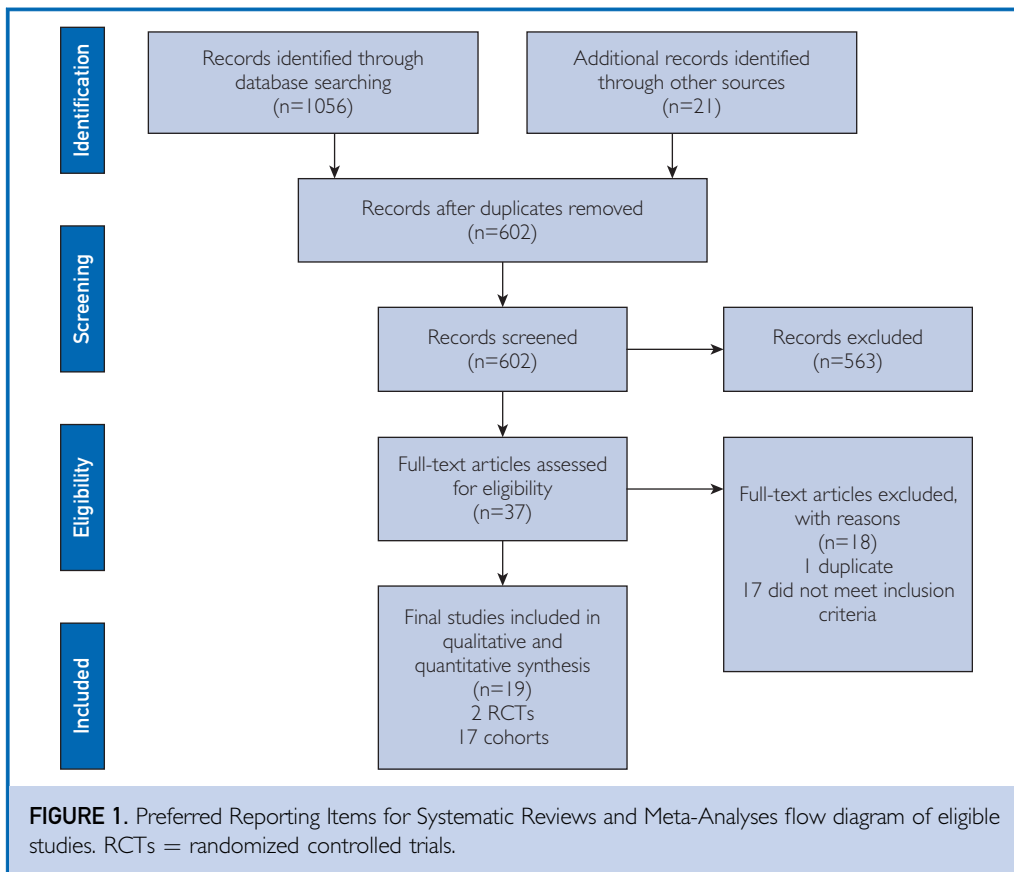 Identification
Records identified through
database searching
(n=1056)
Additional records identified
through other sources
(n=21)
Records after duplicates removed
(n=602)
Screening
Records screened
(n=602)
Records excluded
(n=563)
Eligibility
Full-text articles assessed
for eligibility
(n=37)
Full-text articles excluded,
with reasons
(n=18)
1 duplicate
17 did not meet inclusion
criteria
Included
Final studies included in
qualitative and
quantitative synthesis
(n=19)
2 RCTs
17 cohorts
FIGURE 1. Preferred Reporting Items for Systematic Reviews and Meta-Analyses flow diagram of eligible
studies. RCTs = randomized controlled trials.